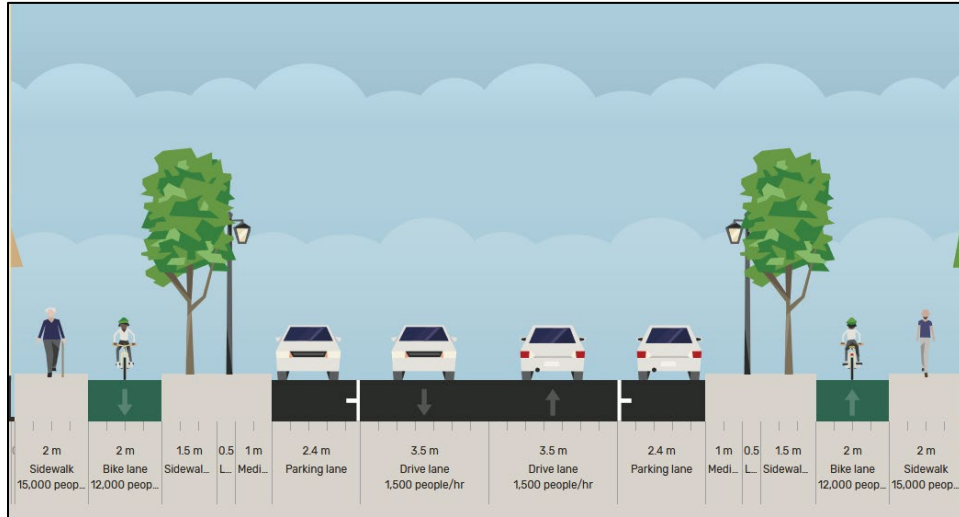 2 m
Sidewalk
15,000 peop...
2 m
Bike lane
12,000 peop...
1.5 m
Sidewal...
0.5
L...
1 m
Medi...
2.4 m
Parking lane
3.5 m
Drive lane
1,500 people/hr
3.5 m
Drive lane
1,500 people/hr
2.4 m
Parking lane
1 m
Medi...
0.5
L...
1.5 m
Sidewal...
2 m
Bike lane
12,000 peop...
2 m
Sidewalk
15,000 peop...